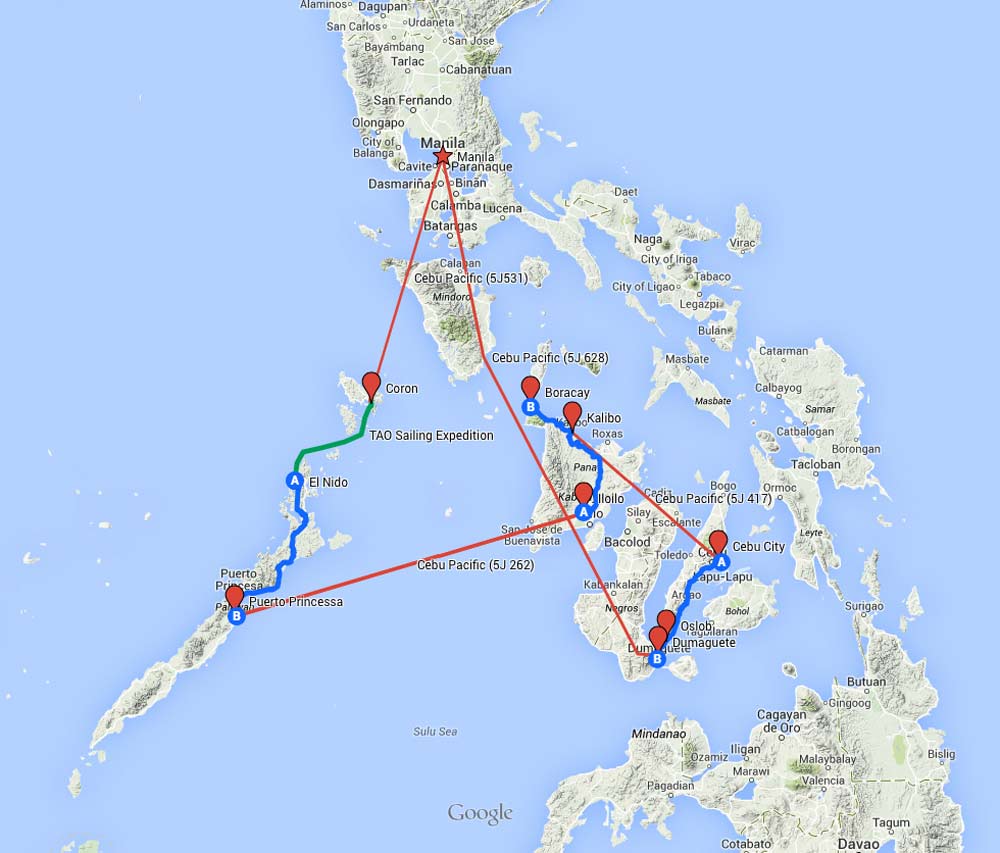 Alaminos
Dagupan
San Carlos
Urdaneta
San Jose
Bayambang
Tarlac
Cabanatuan
San Fernando
Olongapo
City of
Balanga
Manila
Manila
Cavite
Paranaque
Dasmariñas
Binan
Calamba
Lucena
Batangas
Daet
Naga
Virac
City of Iriga
Tabaco
City of Ligao
Legazpi
Bulan
Calapan
Cebu Pacific (5J531)
Mindoro
Cebu Pacific (5J 628)
Masbate
Masbate
Catarman
Calbayog
Samar
Catbalogan
Borongan
Tacloban
Coron
Boracay
B
Kalibo
Roxas
TAO Sailing Expedition
A
El Nido
Pana
Iloilo
A
Cadiz
Cebu Pacific (5J 417)
Bogo
Ormoc
Leyte
Silay
Escalante
San Jose de
Buenavista
Bacolod
Toledo
Cebu City
A
Lapu-Lapu
Cebu Pacific (5J 262)
Kabankalan
Negros
Argao
Bohol
Tagbilaran
Surigao
Puerto
Princesa
Puerto Princessa
B
Oslob
Dumaguete
Dumaguete
B
Butuan
Gingoog
Cagayan
de Oro
Sulu Sea
Mindanao
Iligan
Ozamiz
Marawi
Malaybalay
Valencia
Bislig
Pagadian
Google
Tagum
Cotabato
Davao